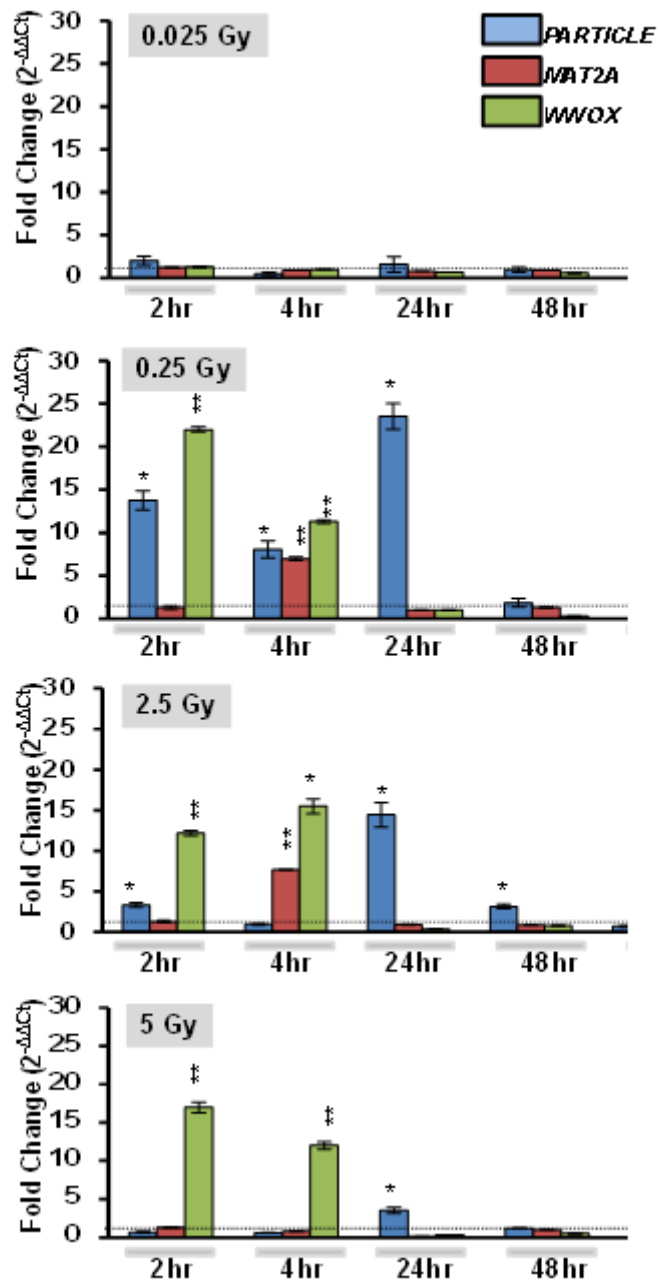 0.025 Gy
PARTICLE
MAT2A
WWOX
Fold Change (2-ΔΔCt)
30
25
20
15
10
5
0
2hr 4hr 24hr 48hr
0.25 Gy
Fold Change (2-ΔΔCt)
30
25
20
15
10
5
0
* ** * ** ** *
2hr 4hr 24hr 48hr
2.5 Gy
Fold Change (2-ΔΔCt)
30
25
20
15
10
5
0
* ** ** * * *
2hr 4hr 24hr 48hr
5 Gy
Fold Change (2-ΔΔCt)
30
25
20
15
10
5
0
** ** *
2hr 4hr 24hr 48hr